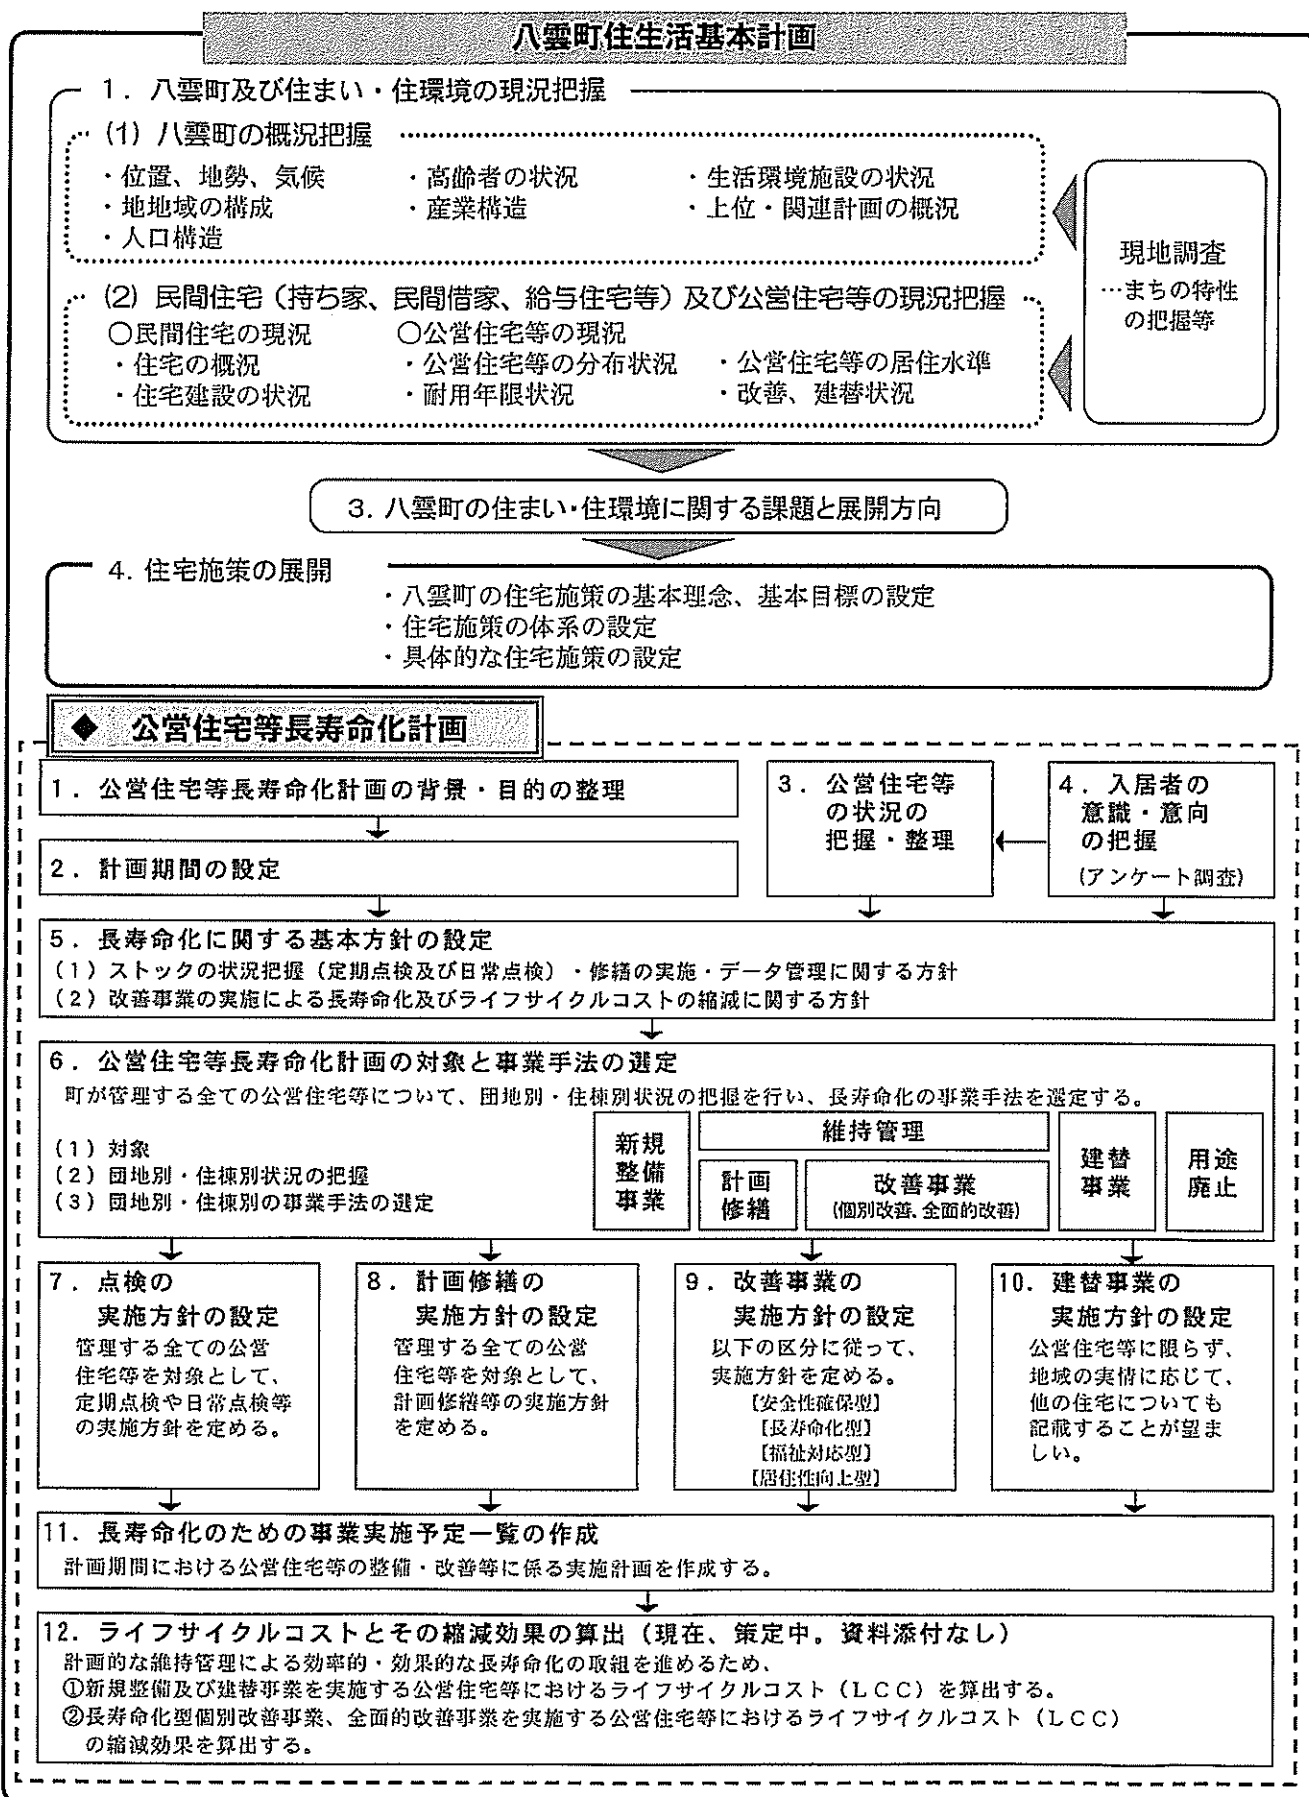 八雲町住生活基本計画
1. 八雲町及び住まい・住環境の現況把握
(1) 八雲町の概況把握
・位置、地勢、気候 ・高齢者の状況 ・生活環境施設の状況
・地地域の構成 ・産業構造 ・上位・関連計画の概況
・人口構造
現地調査
…まちの特性
の把握等
(2) 民間住宅（持ち家、民間借家、給与住宅等）及び公営住宅等の現況把握
○民間住宅の現況 ○公営住宅等の現況
・住宅の概況 ・公営住宅等の分布状況 ・公営住宅等の居住水準
・住宅建設の状況 ・耐用年限状況 ・改善、建替状況
3. 八雲町の住まい・住環境に関する課題と展開方向
4. 住宅施策の展開
・八雲町の住宅施策の基本理念、基本目標の設定
・住宅施策の体系の設定
・具体的な住宅施策の設定
◆ 公営住宅等長寿命化計画
1. 公営住宅等長寿命化計画の背景・目的の整理
2. 計画期間の設定
3. 公営住宅等
の状況の
把握・整理
4. 入居者の
意識・意向
の把握
(アンケート調査)
5. 長寿命化に関する基本方針の設定
(1) ストックの状況把握（定期点検及び日常点検）・修繕の実施・データ管理に関する方針
(2) 改善事業の実施による長寿命化及びライフサイクルコストの縮減に関する方針
6. 公営住宅等長寿命化計画の対象と事業手法の選定
町が管理する全ての公営住宅等について、団地別・住棟別状況の把握を行い、長寿命化の事業手法を選定する。
(1) 対象
(2) 団地別・住棟別状況の把握
(3) 団地別・住棟別の事業手法の選定
新規
整備
事業
維持管理
計画
修繕
改善事業
(個別改善、全面的改善)
建替
事業
用途
廃止
7. 点検の
実施方針の設定
管理する全ての公営
住宅等を対象として、
定期点検や日常点検等
の実施方針を定める。
8. 計画修繕の
実施方針の設定
管理する全ての公営
住宅等を対象として、
計画修繕等の実施方針
を定める。
9. 改善事業の
実施方針の設定
以下の区分に従って、
実施方針を定める。
【安全性確保型】
【長寿命化型】
【福祉対応型】
【居住性向上型】
10. 建替事業の
実施方針の設定
公営住宅等に限らず、
地域の実情に応じて、
他の住宅についても
記載することが望ま
しい。
11. 長寿命化のための事業実施予定一覧の作成
計画期間における公営住宅等の整備・改善等に係る実施計画を作成する。
12. ライフサイクルコストとその縮減効果の算出（現在、策定中。資料添付なし）
計画的な維持管理による効率的・効果的な長寿命化の取組を進めるため、
①新規整備及び建替事業を実施する公営住宅等におけるライフサイクルコスト（ＬＣＣ）を算出する。
②長寿命化型個別改善事業、全面的改善事業を実施する公営住宅等におけるライフサイクルコスト（ＬＣＣ）
の縮減効果を算出する。